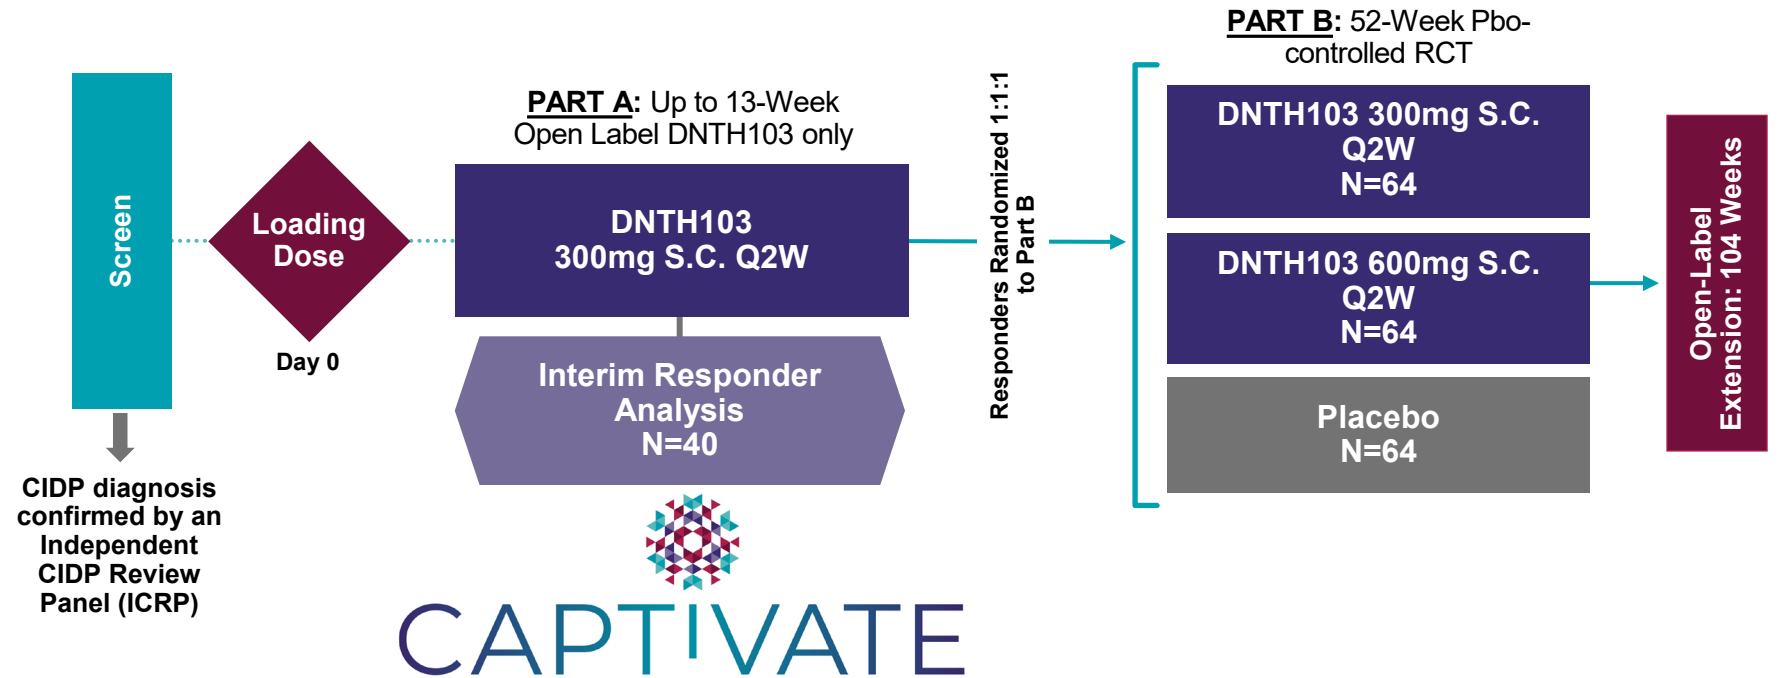 Screen
CIDP diagnosis
confirmed by an
Independent
CIDP Review
Panel (ICRP)
Loading
Dose
Day 0
PART A: Up to 13-Week
Open Label DNTH103 only
DNTH103
300mg S.C. Q2W
Interim Responder
Analysis
N=40
CAPTIVATE
Responders Randomized 1:1:1
to Part B
PART B: 52-Week Pbo-
controlled RCT
DNTH103 300mg S.C.
Q2W
N=64
DNTH103 600mg S.C.
Q2W
N=64
Placebo
N=64
Open-Label
Extension: 104 Weeks